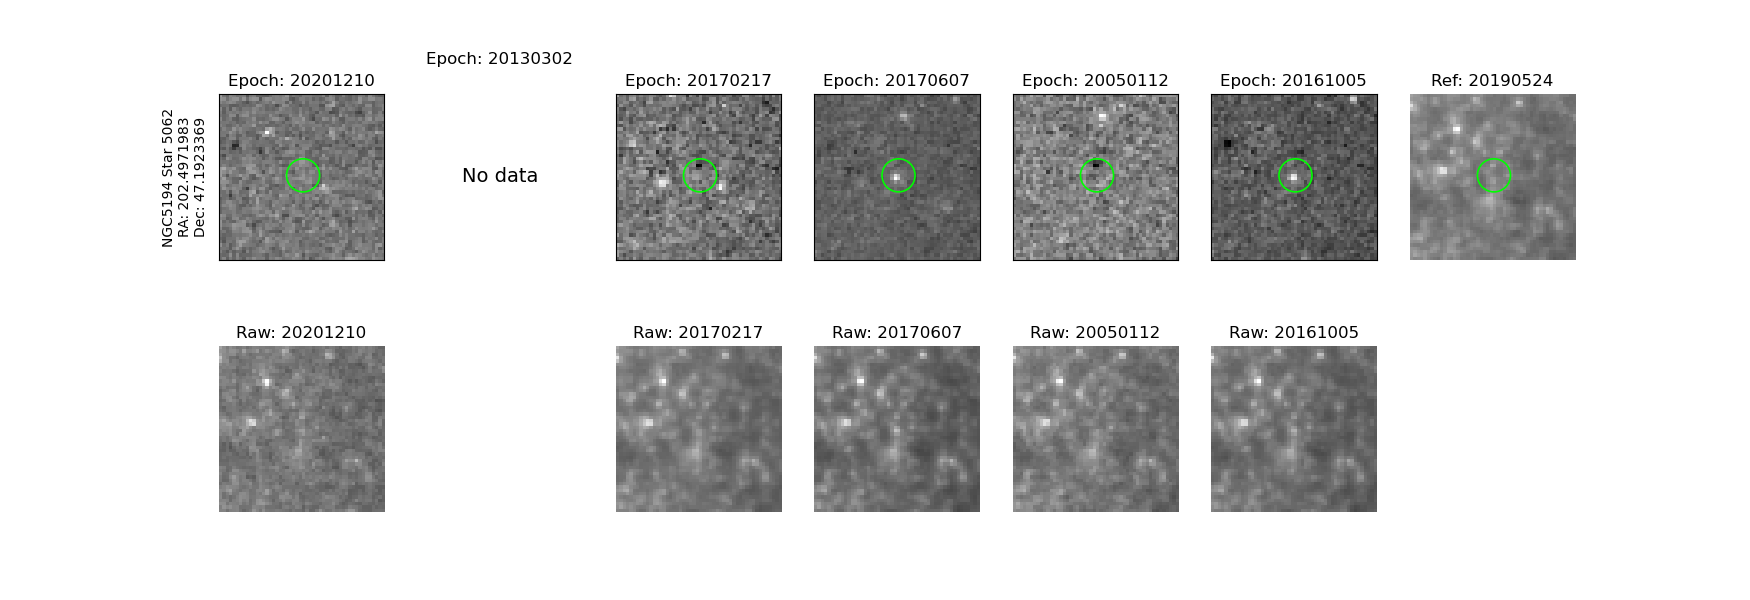 NGC5194 Star 5062
RA: 202.4971983
Dec: 47.1923369
Epoch: 20201210
Epoch: 20130302
No data
Epoch: 20170217
Epoch: 20170607
Epoch: 20050112
Epoch: 20161005
Ref: 20190524
Raw: 20201210
Raw: 20170217
Raw: 20170607
Raw: 20050112
Raw: 20161005